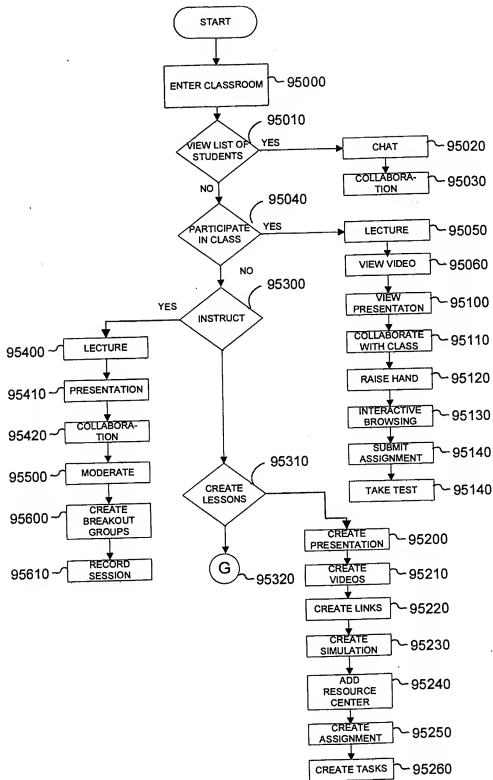 START
ENTER CLASSROOM
95000
95010
VIEW LIST OF
STUDENTS
YES
CHAT
95020
COLLABORA-
TION
95030
NO
95040
PARTICIPATE
IN CLASS
YES
LECTURE
95050
NO
VIEW VIDEO
95060
95300
YES
INSTRUCT
VIEW
PRESENTATON
95100
95400
LECTURE
COLLABORATE
WITH CLASS
95110
95410
PRESENTATION
RAISE HAND
95120
95420
COLLABORA-
TION
INTERACTIVE
BROWSING
95130
95500
MODERATE
SUBMIT
ASSIGNMENT
95140
95310
CREATE
LESSONS
TAKE TEST
95140
95600
CREATE
BREAKOUT
GROUPS
CREATE
PRESENTATION
95200
95610
RECORD
SESSION
G
95320
CREATE
VIDEOS
95210
CREATE LINKS
95220
CREATE
SIMULATION
95230
ADD
RESOURCE
CENTER
95240
CREATE
ASSIGNMENT
95250
CREATE TASKS
95260